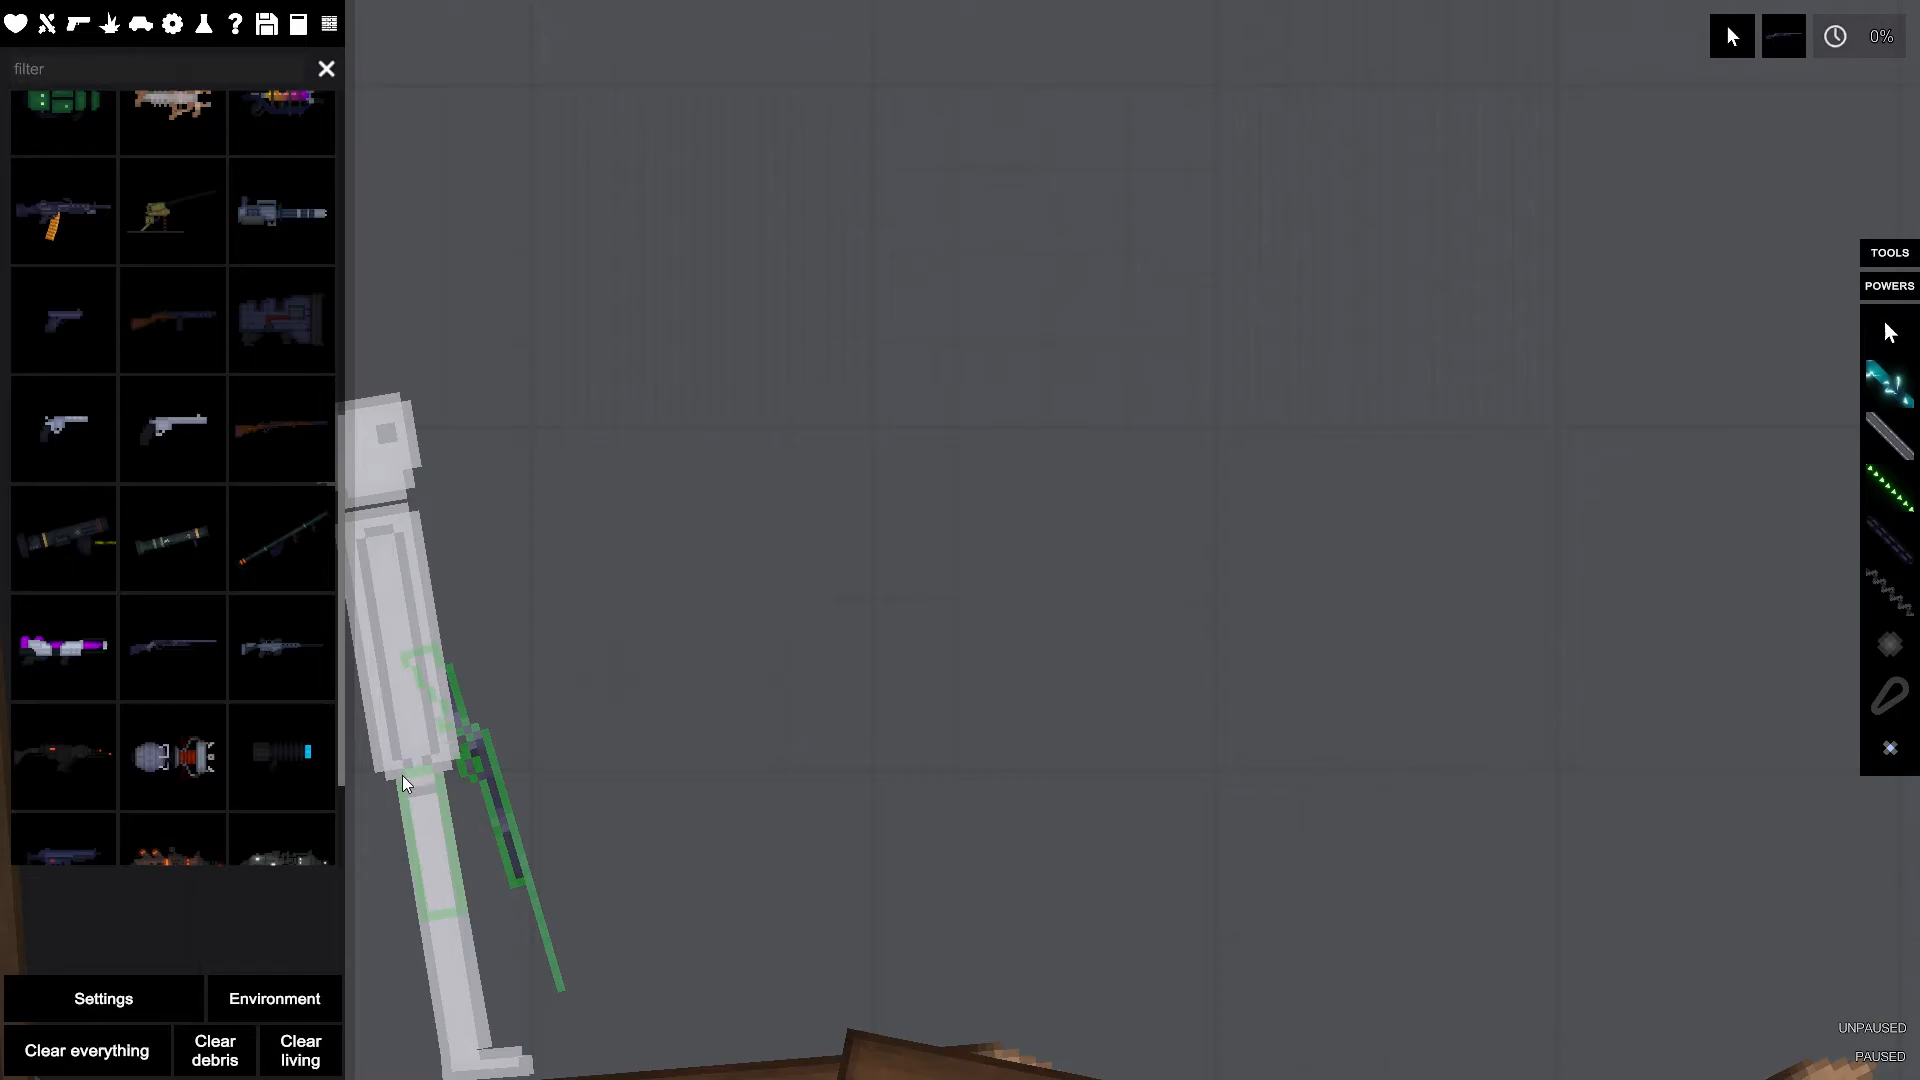 filter
0%
TOOLS
POWERS
Settings
Environment
Clear everything
Clear
debris
Clear
living
UNPAUSED
PAUSED